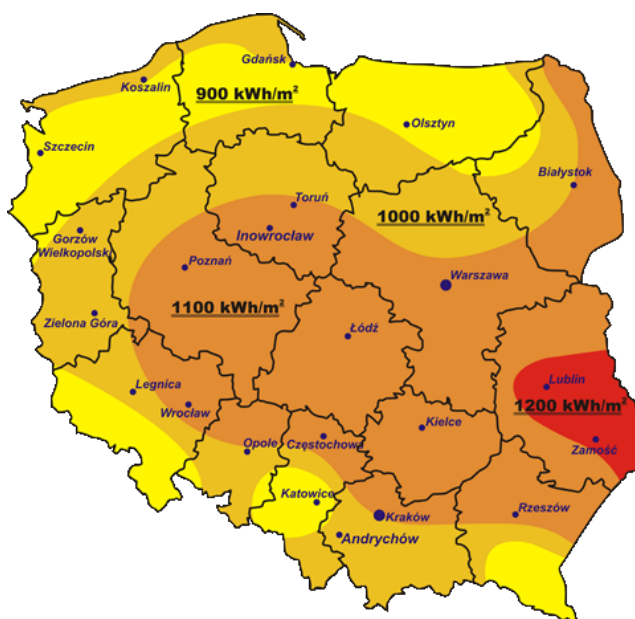 Gdańsk
Koszalin
900 kWh/m²
Olsztyn
Szczecin
Białystok
Toruń
1000 kWh/m²
Gorzów
Wielkopolski
Inowrocław
Poznań
Warszawa
1100 kWh/m²
Zielona Góra
Łódź
Legnica
Lublin
Wrocław
1200 kWh/m²
Kielce
Opole
Częstochowa
Zamość
Katowice
Kraków
Rzeszów
Andrychów